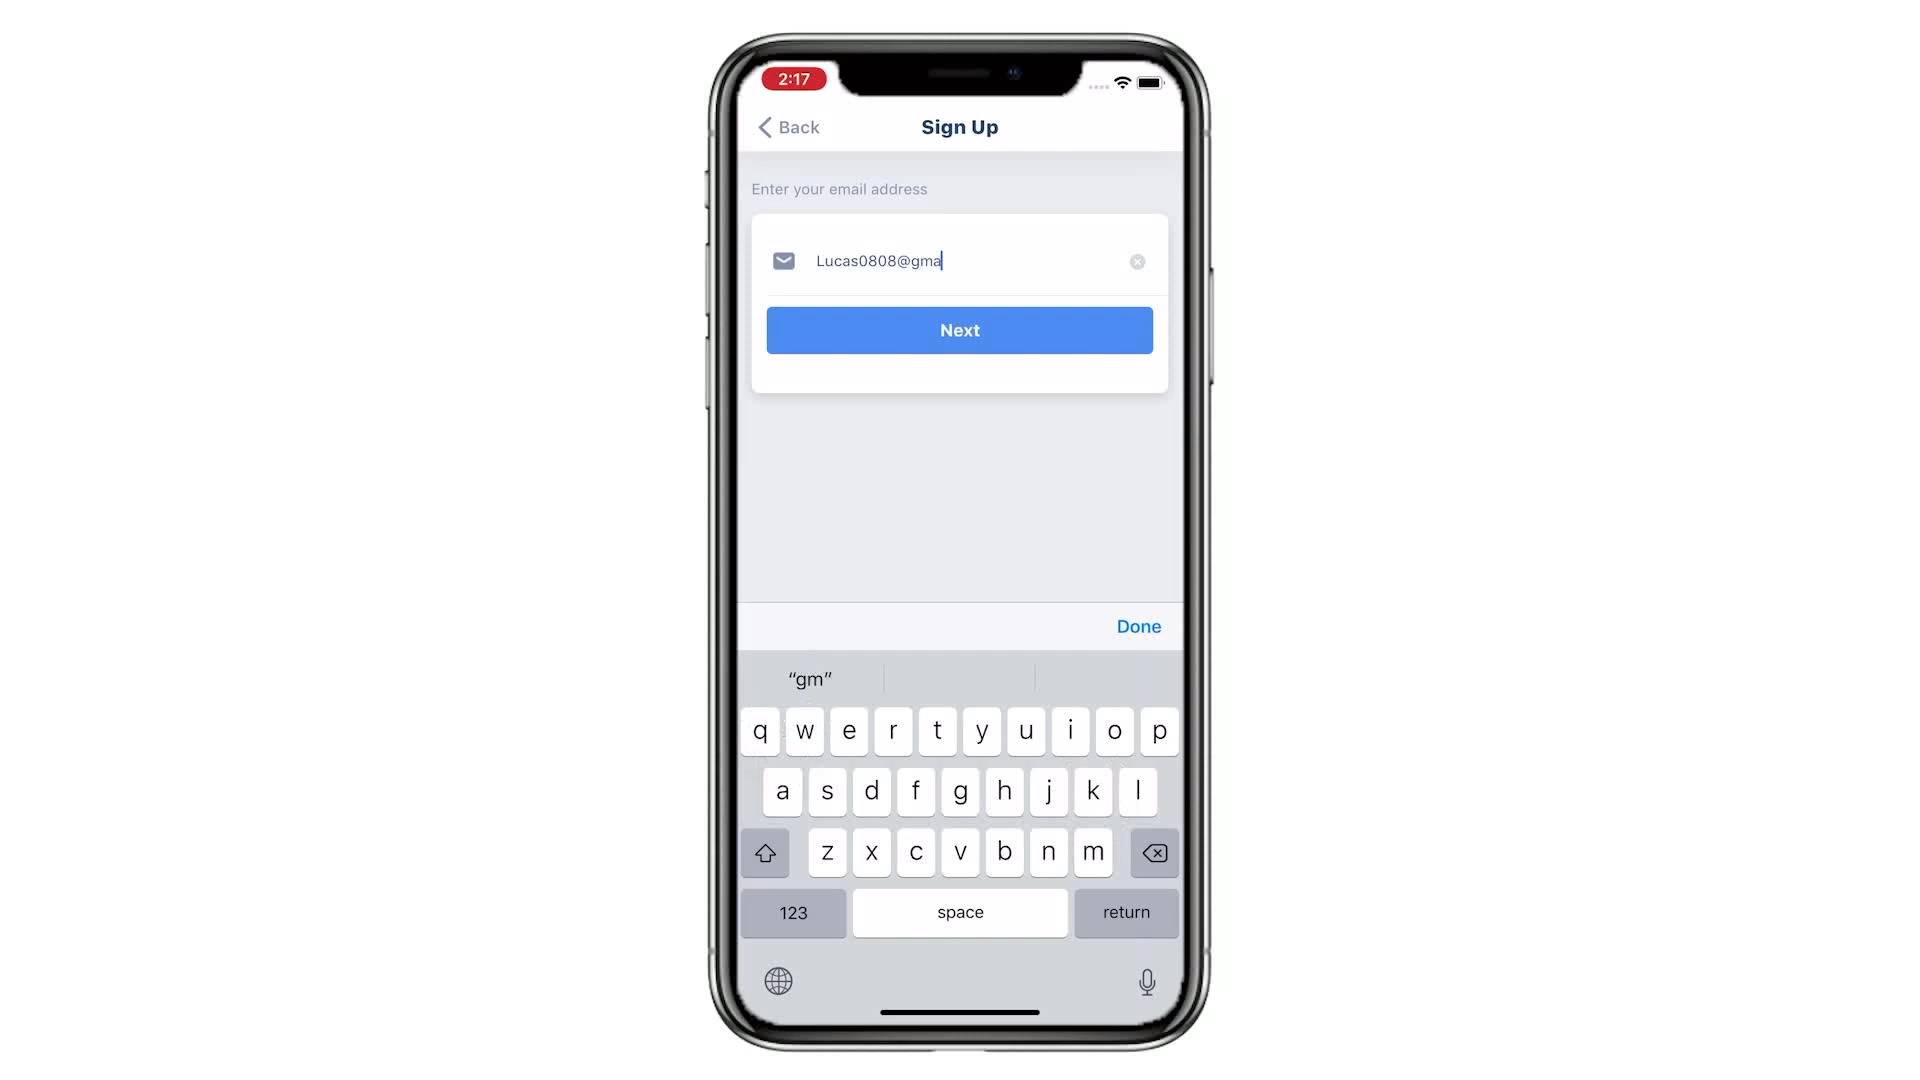 2:17
Back
Sign Up
Enter your email address
Lucas0808@gma
Next
Done
“gm”
q w e r t y u i o p
a s d f g h j k l
z x c v b n m
123 space return